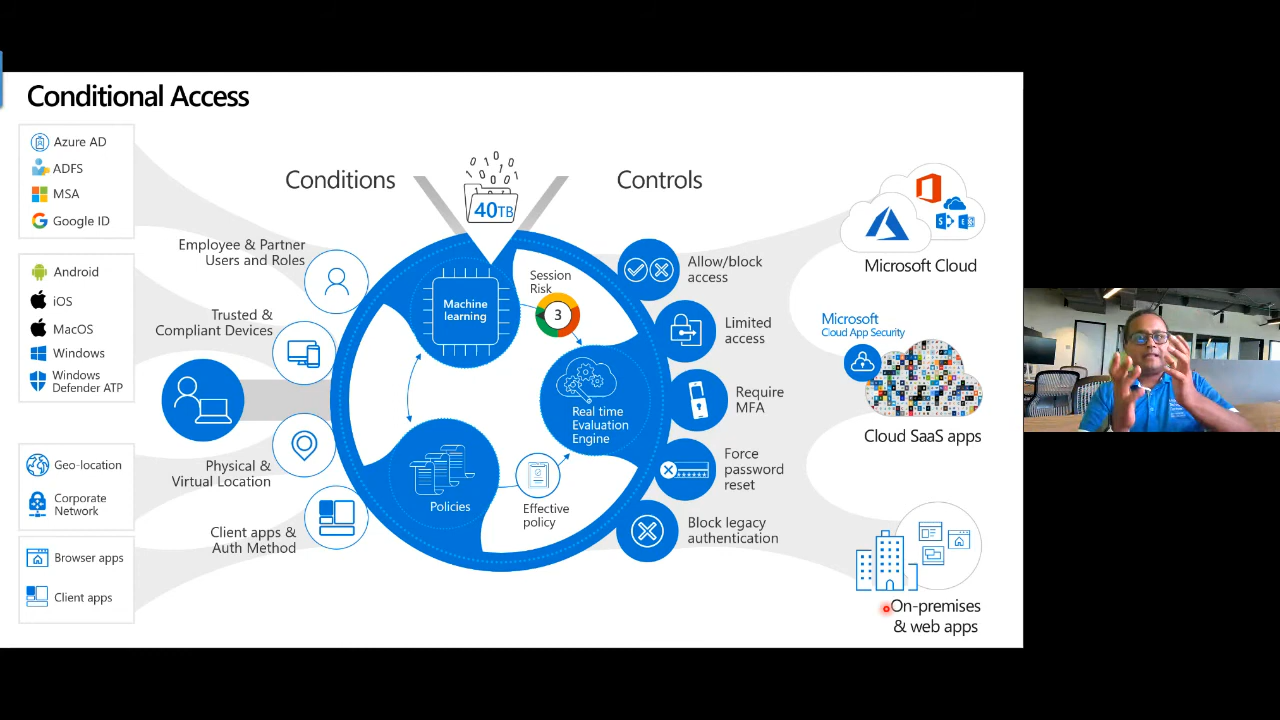 Conditional Access
Azure AD
ADFS
MSA
Google ID
Android
iOS
MacOS
Windows
Windows
Defender ATP
Geo-location
Corporate
Network
Browser apps
Client apps
Conditions
Employee & Partner
Users and Roles
Trusted &
Compliant Devices
Physical &
Virtual Location
Client apps &
Auth Method
40TB
Machine
learning
Session
Risk
3
Real time
Evaluation
Engine
Policies
Effective
policy
Controls
Allow/block
access
Limited
access
Require
MFA
Force
password
reset
Block legacy
authentication
Microsoft Cloud
Microsoft
Cloud App Security
Cloud SaaS apps
On-premises
& web apps